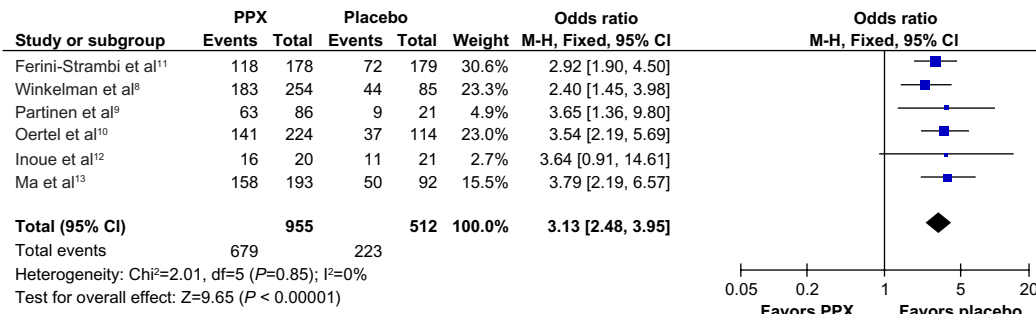 PPX Placebo Odds ratio Odds ratio
Study or subgroup Events Total Events Total Weight M-H, Fixed, 95% CI M-H, Fixed, 95% CI
Ferini-Strambi et al¹¹ 118 178 72 179 30.6% 2.92 [1.90, 4.50]
Winkelman et al⁸ 183 254 44 85 23.3% 2.40 [1.45, 3.98]
Partinen et al⁹ 63 86 9 21 4.9% 3.65 [1.36, 9.80]
Oertel et al¹⁰ 141 224 37 114 23.0% 3.54 [2.19, 5.69]
Inoue et al¹² 16 20 11 21 2.7% 3.64 [0.91, 14.61]
Ma et al¹³ 158 193 50 92 15.5% 3.79 [2.19, 6.57]
Total (95% CI) 955 512 100.0% 3.13 [2.48, 3.95]
Total events 679 223
Heterogeneity: Chi²=2.01, df=5 (P=0.85); I²=0%
Test for overall effect: Z=9.65 (P < 0.00001)
0.05 0.2 1 5 20
Favors PPX Favors placebo